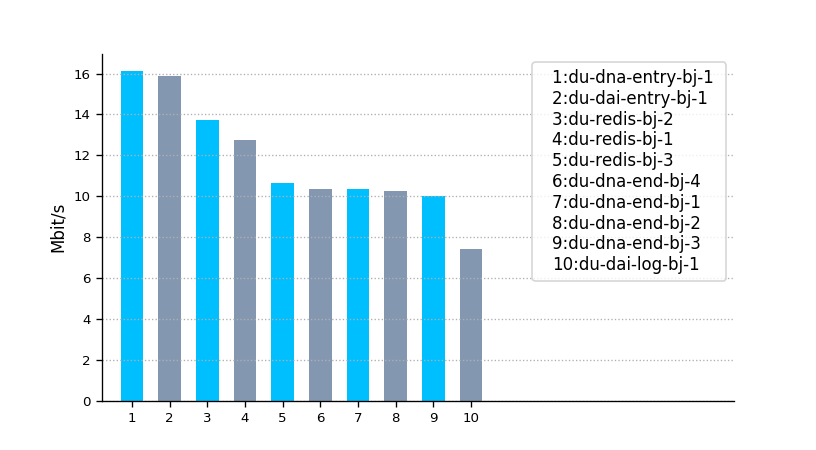 Mbit/s
16
14
12
10
8
6
4
2
0
1 2 3 4 5 6 7 8 9 10
1:du-dna-entry-bj-1
2:du-dai-entry-bj-1
3:du-redis-bj-2
4:du-redis-bj-1
5:du-redis-bj-3
6:du-dna-end-bj-4
7:du-dna-end-bj-1
8:du-dna-end-bj-2
9:du-dna-end-bj-3
10:du-dai-log-bj-1